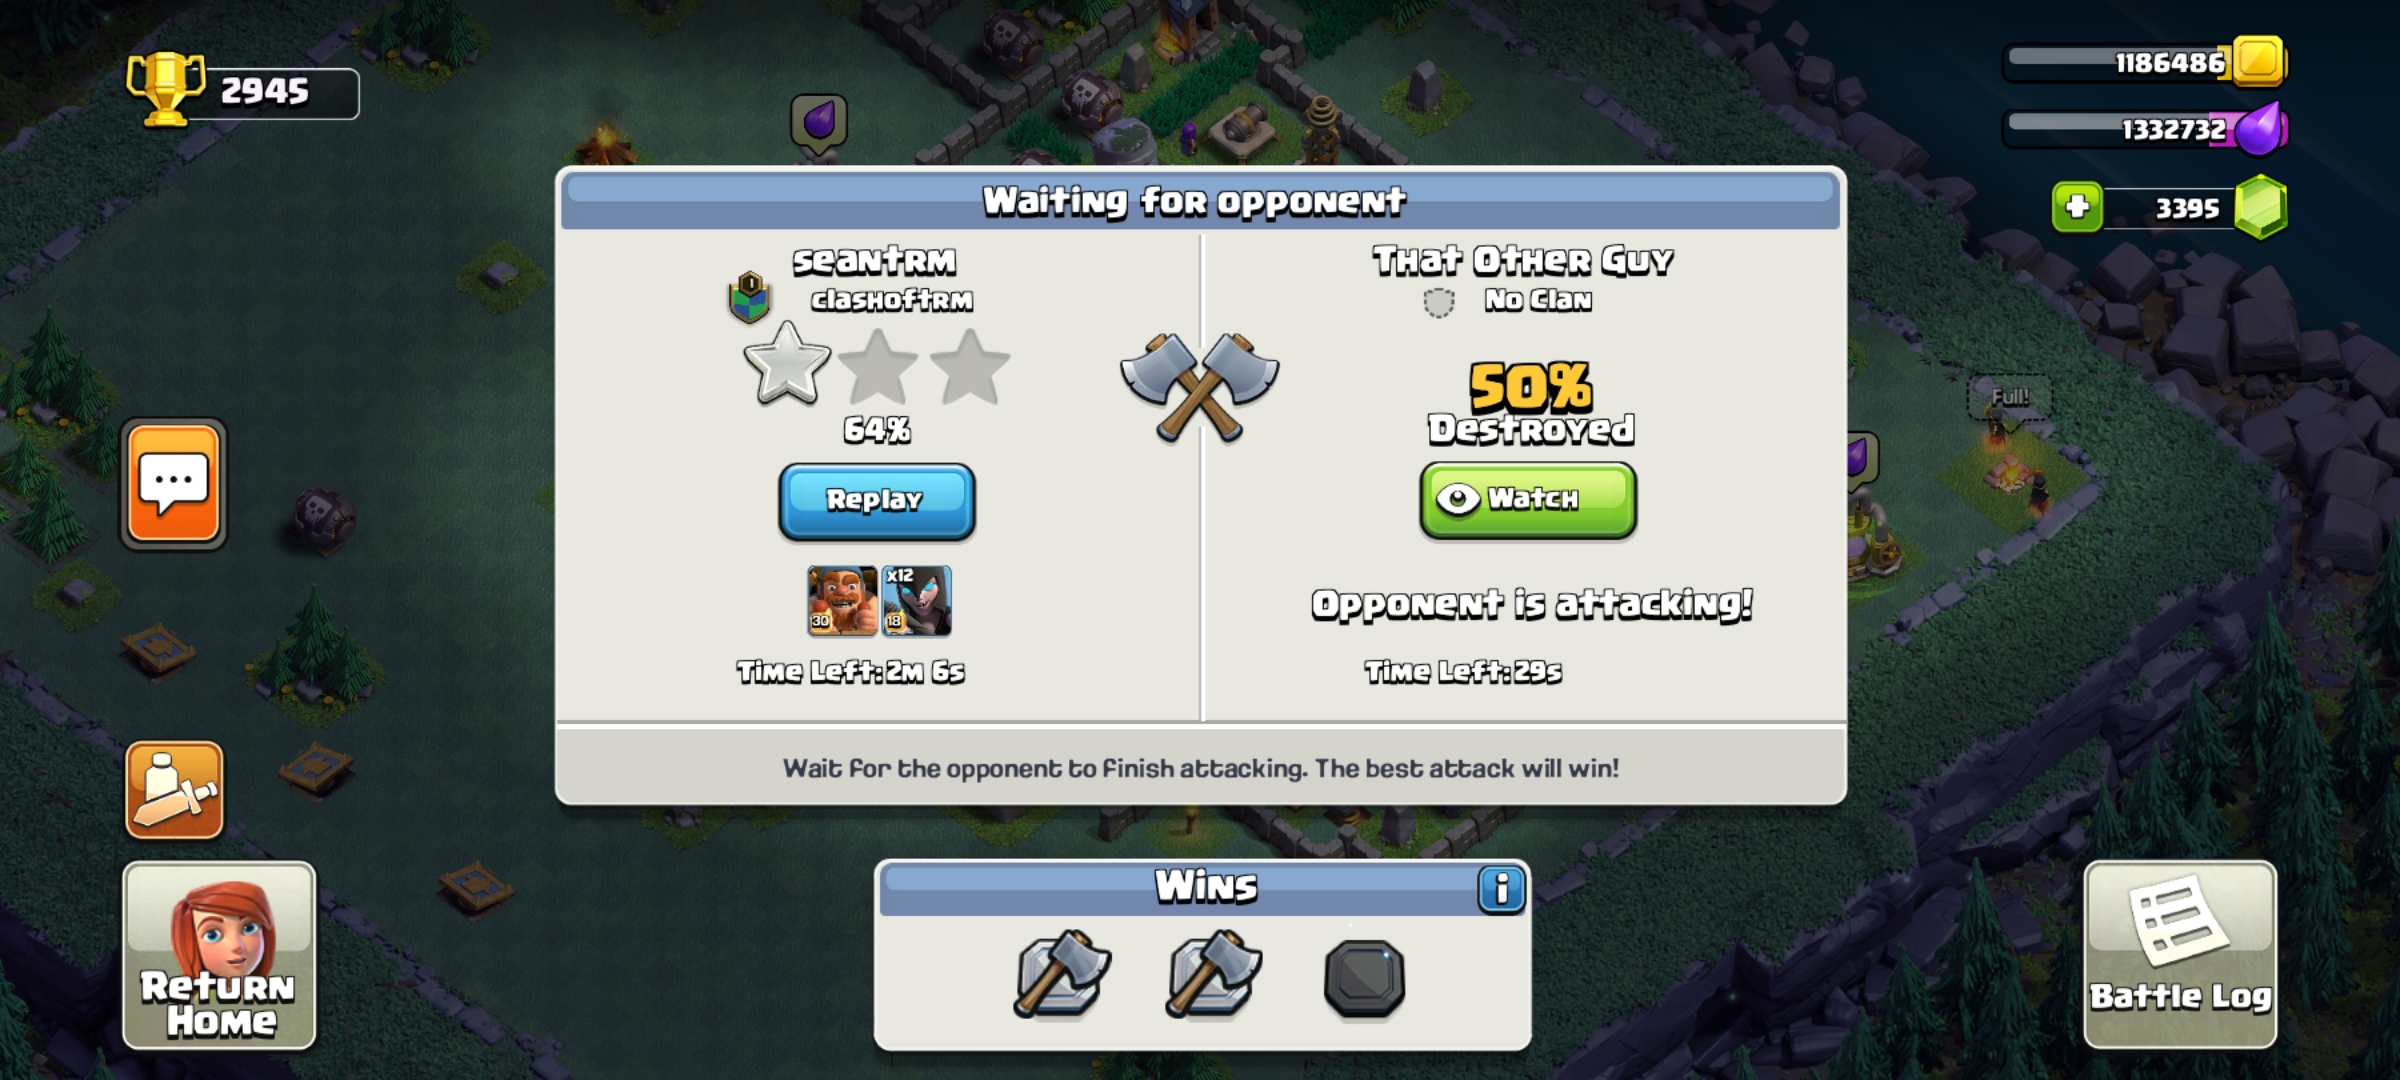 2945
1186486
1332732
3395
Waiting for opponent
seantrm
clashoftrm
64%
Replay
30
x12
18
Time Left: 2m 6s
That Other Guy
No Clan
50%
Destroyed
Watch
Opponent is attacking!
Time Left: 29s
Wait for the opponent to finish attacking. The best attack will win!
Full!
Wins
i
Return
Home
Battle Log